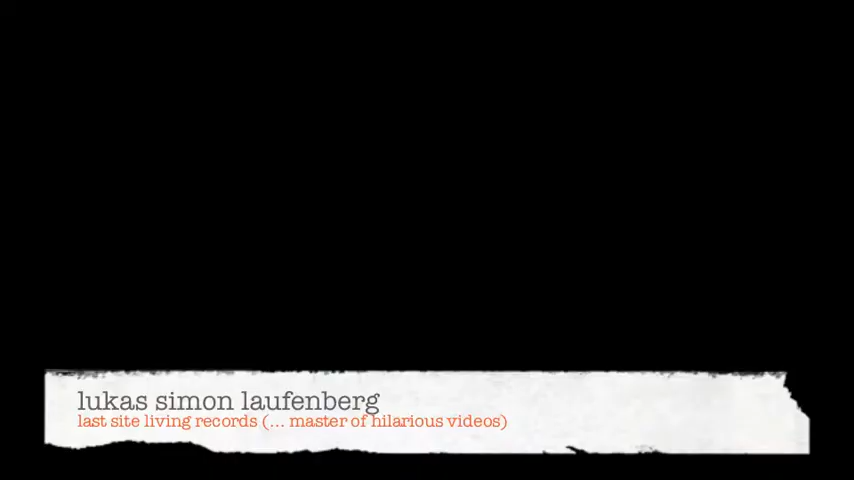 lukas simon laufenberg
last site living records (... master of hilarious videos)